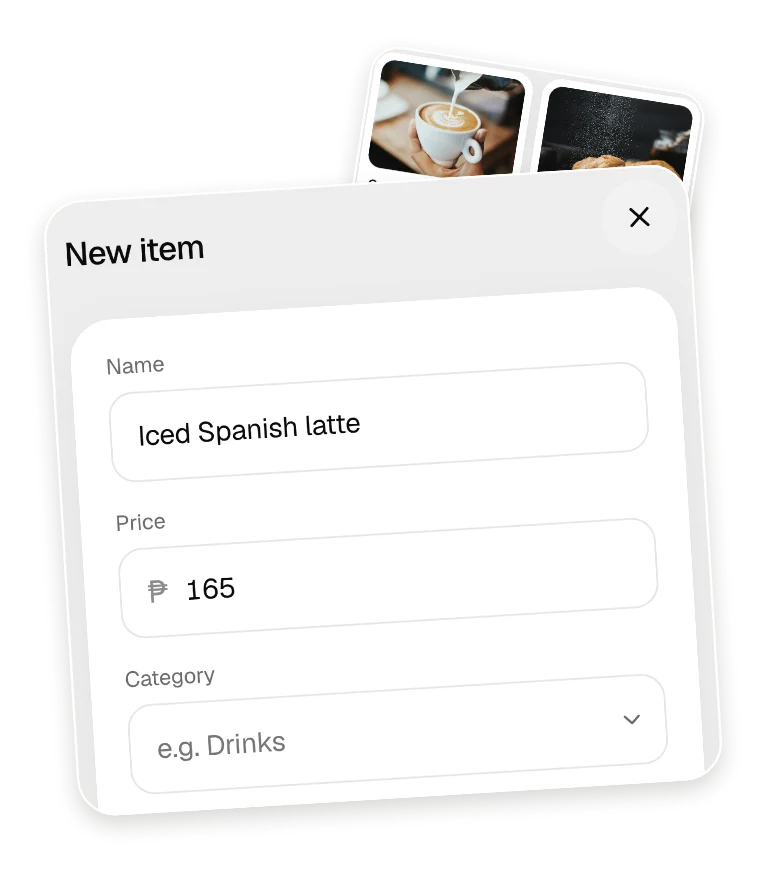 New item
Name
Iced Spanish latte
Price
₱ 165
Category
e.g. Drinks